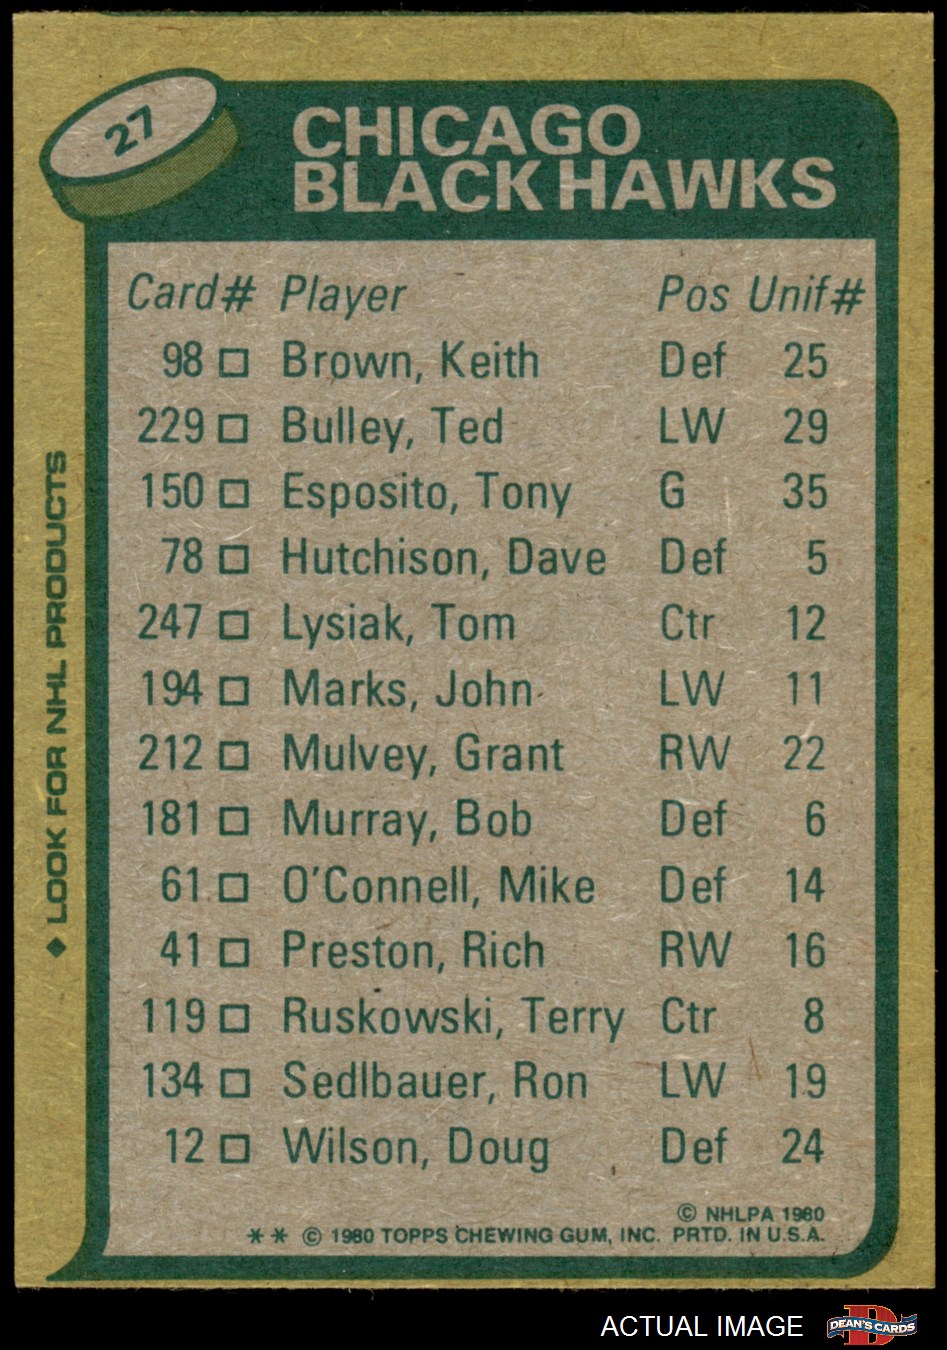 27
CHICAGO
BLACK HAWKS
Card# Player Pos Unif#
98 □ Brown, Keith Def 25
229 □ Bulley, Ted LW 29
150 □ Esposito, Tony G 35
78 □ Hutchison, Dave Def 5
247 □ Lysiak, Tom Ctr 12
194 □ Marks, John LW 11
212 □ Mulvey, Grant RW 22
181 □ Murray, Bob Def 6
61 □ O'Connell, Mike Def 14
41 □ Preston, Rich RW 16
119 □ Ruskowski, Terry Ctr 8
134 □ Sedlbauer, Ron LW 19
12 □ Wilson, Doug Def 24
© NHLPA 1980
** © 1980 TOPPS CHEWING GUM, INC. PRTD. IN U.S.A.
◆ LOOK FOR NHL PRODUCTS
ACTUAL IMAGE
D
DEAN'S CARDS